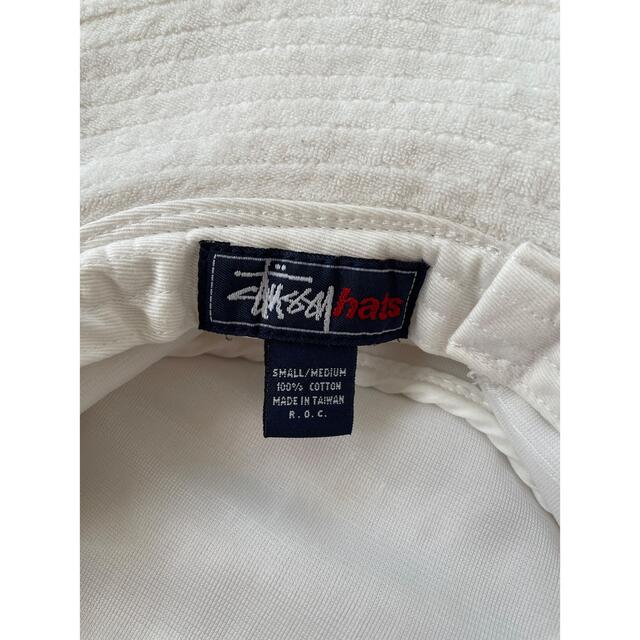 Stüssy hats
SMALL/MEDIUM
100% COTTON
MADE IN TAIWAN
R.O.C.